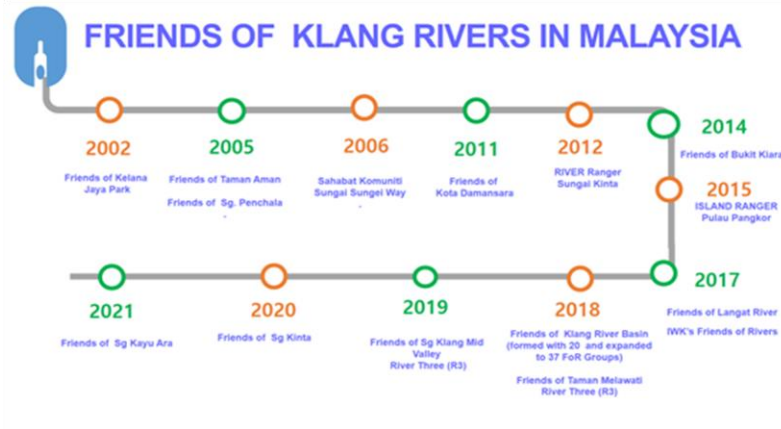 FRIENDS OF KLANG RIVERS IN MALAYSIA
2002
Friends of Kelana
Jaya Park
2005
Friends of Taman Aman
Friends of Sg. Penchala
-
2006
Sahabat Komuniti
Sungai Sungei Way
-
2011
Friends of
Kota Damansara
2012
RIVER Ranger
Sungai Kinta
2014
Friends of Bukit Kiara
2015
ISLAND RANGER
Pulau Pangkor
2017
Friends of Langat River
IWK's Friends of Rivers
2018
Friends of Klang River Basin
(formed with 20 and expanded
to 37 FoR Groups)
Friends of Taman Melawati
River Three (R3)
2019
Friends of Sg Klang Mid
Valley
River Three (R3)
2020
Friends of Sg Kinta
2021
Friends of Sg Kayu Ara